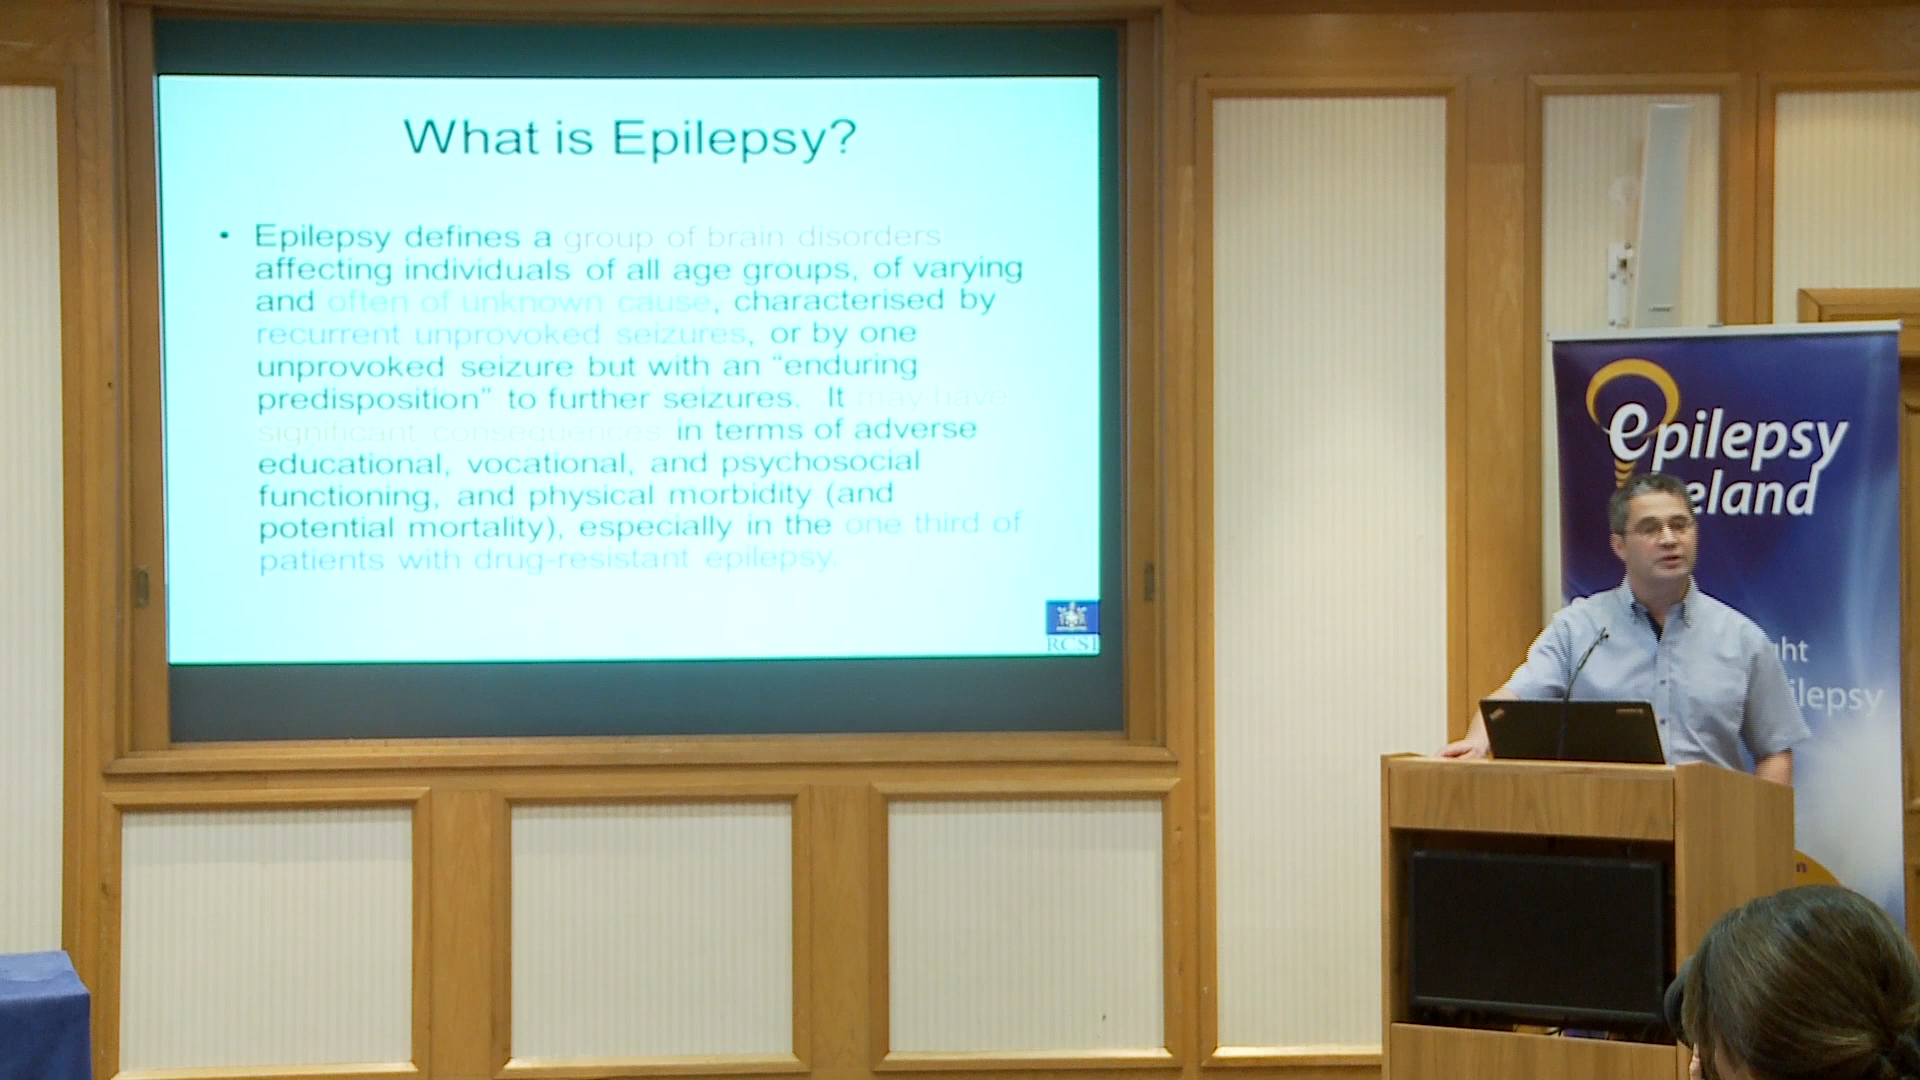 What is Epilepsy?
• Epilepsy defines a group of brain disorders
affecting individuals of all age groups, of varying
and often of unknown cause, characterised by
recurrent unprovoked seizures, or by one
unprovoked seizure but with an “enduring
predisposition” to further seizures. It may have
significant consequences in terms of adverse
educational, vocational, and psychosocial
functioning, and physical morbidity (and
potential mortality), especially in the one third of
patients with drug-resistant epilepsy.
RCSI
epilepsy
eland
ght
ilepsy
n